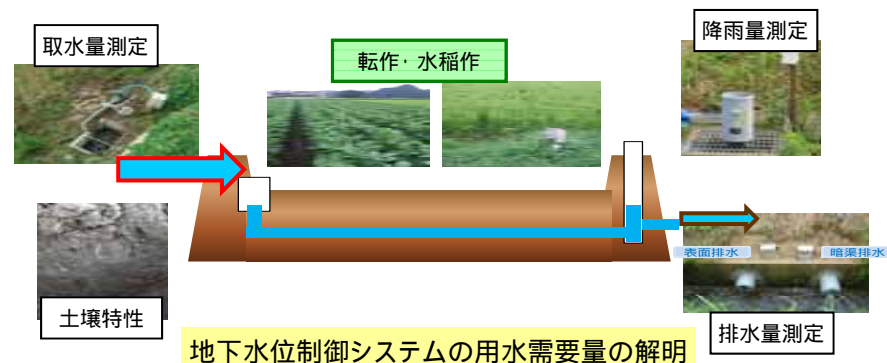 取水量測定
転作・水稲作
降雨量測定
表面排水
暗渠排水
土壌特性
排水量測定
地下水位制御システムの用水需要量の解明